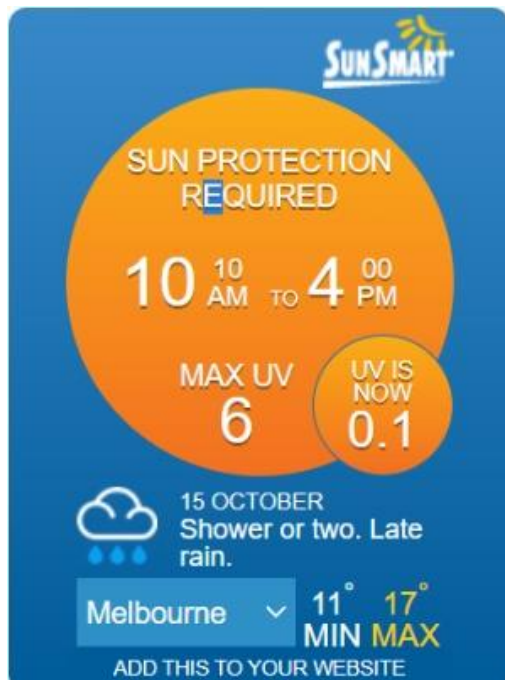 SUNSMART
SUN PROTECTION
REQUIRED
10 10 AM TO 4 00 PM
MAX UV
6
UV IS
NOW
0.1
15 OCTOBER
Shower or two. Late
rain.
Melbourne
11° 17°
MIN MAX
ADD THIS TO YOUR WEBSITE